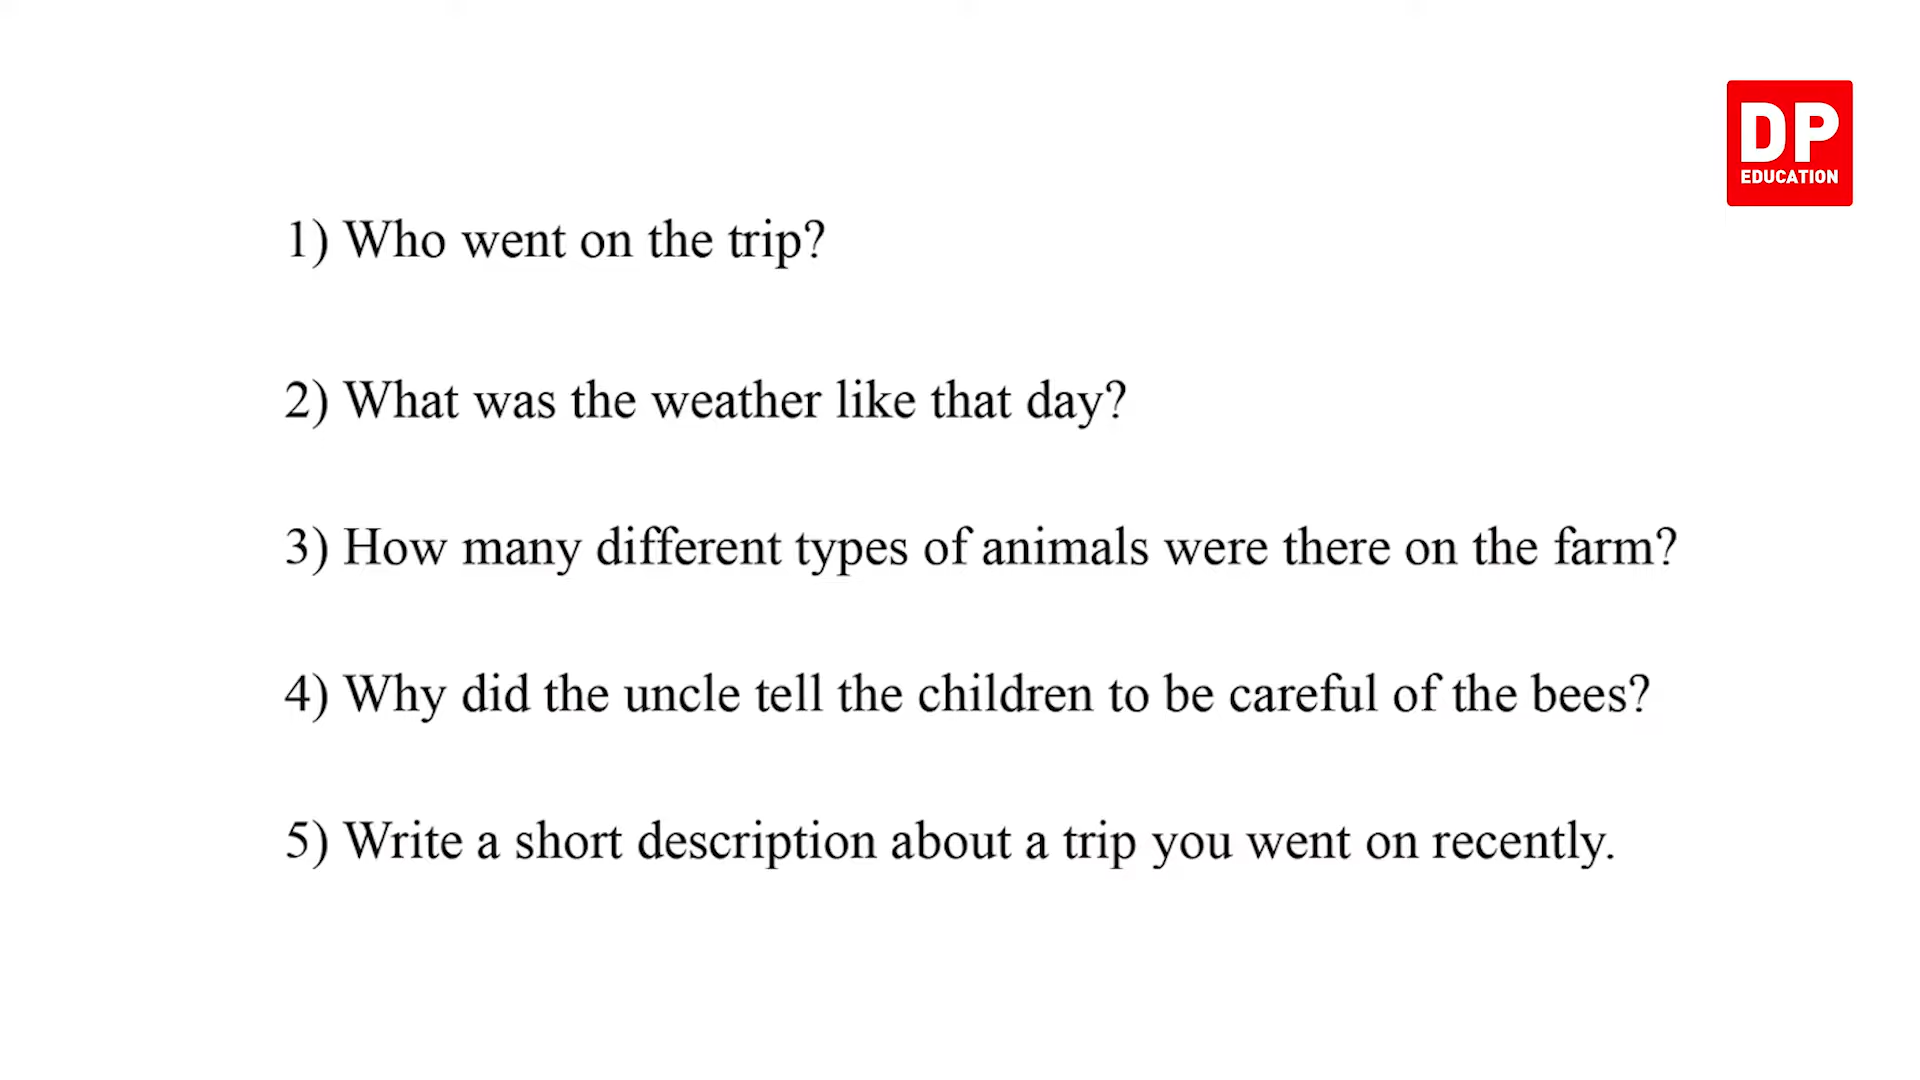 DP
EDUCATION
1) Who went on the trip?
2) What was the weather like that day?
3) How many different types of animals were there on the farm?
4) Why did the uncle tell the children to be careful of the bees?
5) Write a short description about a trip you went on recently.